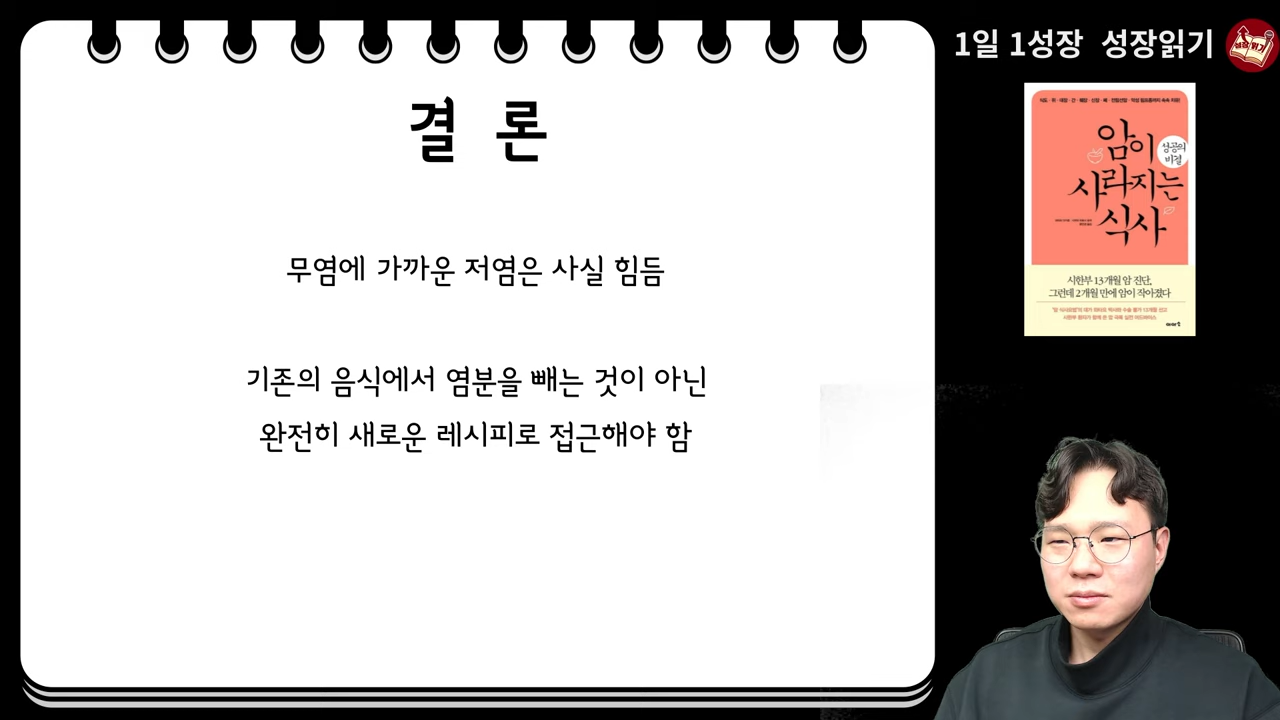 결 론
무염에 가까운 저염은 사실 힘듬
기존의 음식에서 염분을 빼는 것이 아닌
완전히 새로운 레시피로 접근해야 함
1일 1성장 성장읽기
성장 읽기
암이
사라지는
식사
성공의
비결
시한부 13개월 암 진단,
그런데 2개월 만에 암이 작아졌다